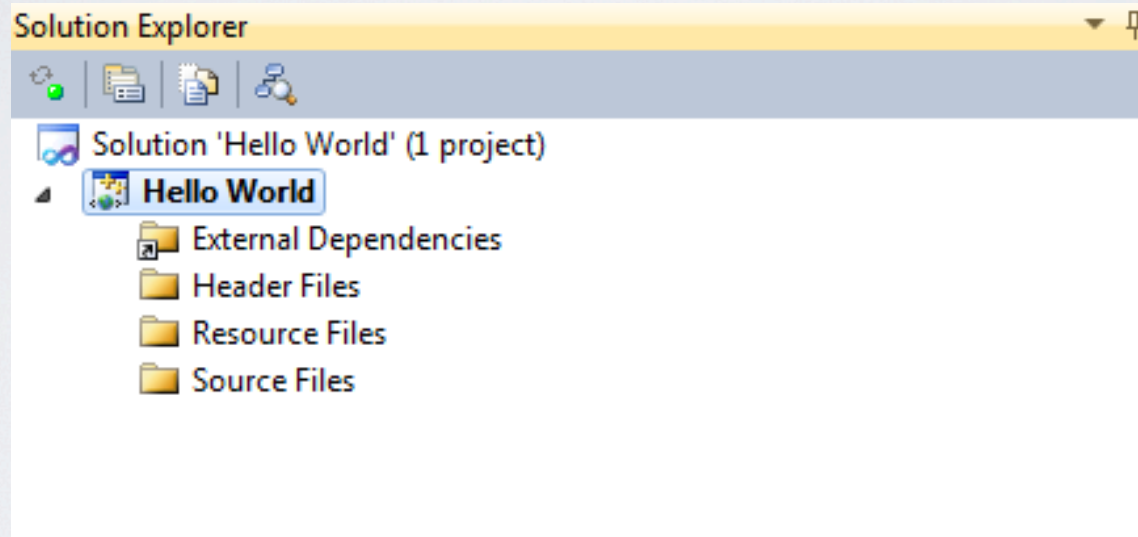 Solution Explorer
Solution 'Hello World' (1 project)
Hello World
External Dependencies
Header Files
Resource Files
Source Files